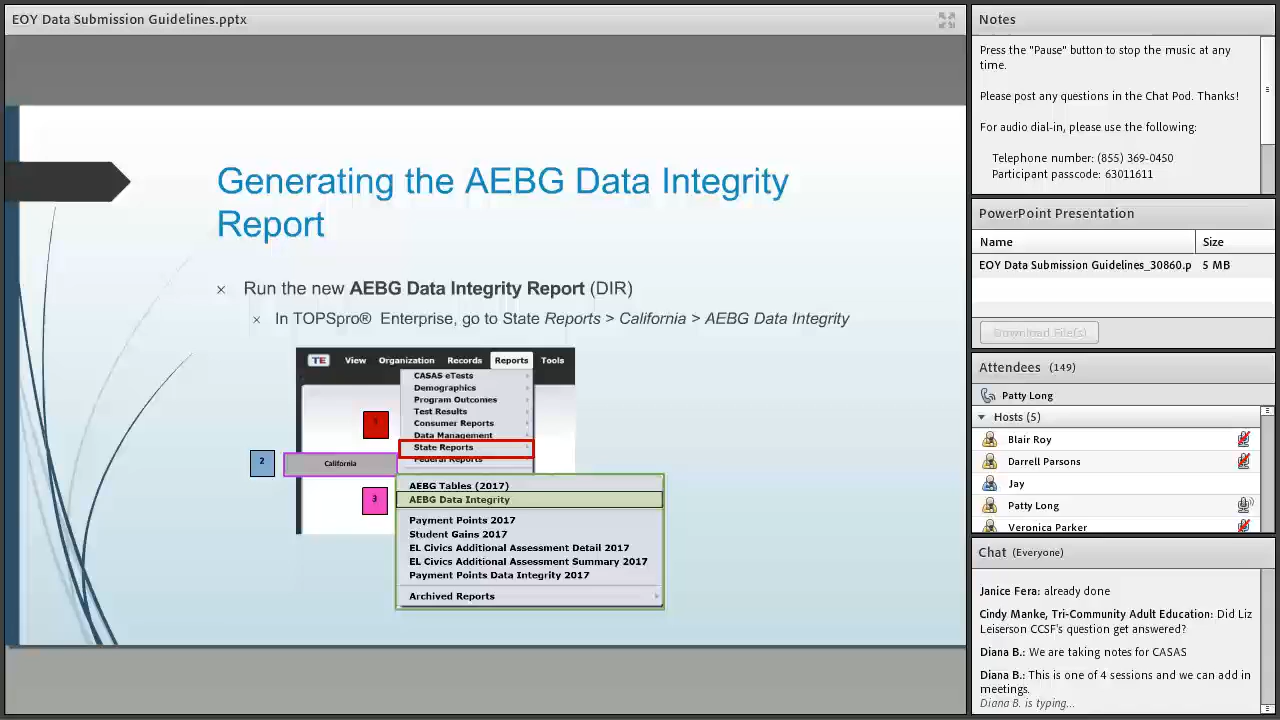 EOY Data Submission Guidelines.pptx
Generating the AEBG Data Integrity
Report
Run the new AEBG Data Integrity Report (DIR)
In TOPSpro® Enterprise, go to State Reports > California > AEBG Data Integrity
TE View Organization Records Reports Tools
CASAS eTests
Demographics
Program Outcomes
Test Results
Consumer Reports
Data Management
State Reports
Federal Reports
1
2
California
3
AEBG Tables (2017)
AEBG Data Integrity
Payment Points 2017
Student Gains 2017
EL Civics Additional Assessment Detail 2017
EL Civics Additional Assessment Summary 2017
Payment Points Data Integrity 2017
Archived Reports
Notes
Press the "Pause" button to stop the music at any
time.
Please post any questions in the Chat Pod. Thanks!
For audio dial-in, please use the following:
Telephone number: (855) 369-0450
Participant passcode: 63011611
PowerPoint Presentation
Name Size
EOY Data Submission Guidelines_30860.p 5 MB
Download File(s)
Attendees (149)
Patty Long
Hosts (5)
Blair Roy
Darrell Parsons
Jay
Patty Long
Veronica Parker
Chat (Everyone)
Janice Fera: already done
Cindy Manke, Tri-Community Adult Education: Did Liz
Leiserson CCSF's question get answered?
Diana B.: We are taking notes for CASAS
Diana B.: This is one of 4 sessions and we can add in
meetings.
Diana B. is typing...